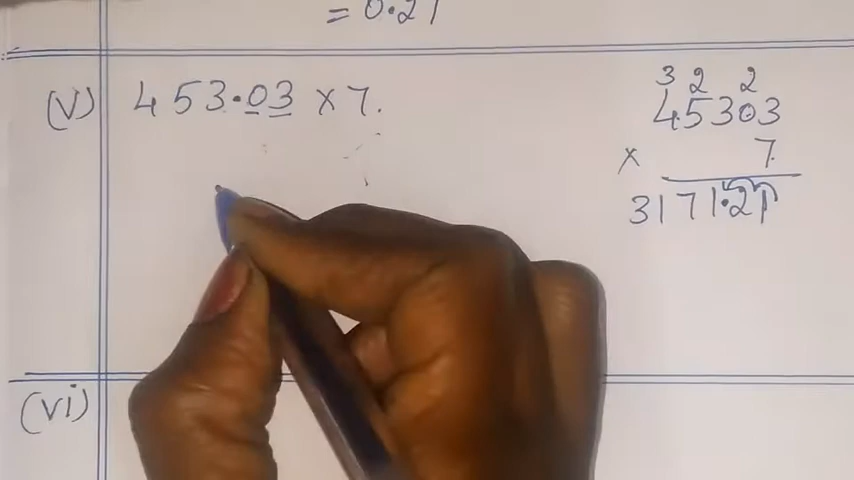 = 0.21
(v) 453.03 × 7.
3 2 2
45303
× 7.
3171.21
(vi)